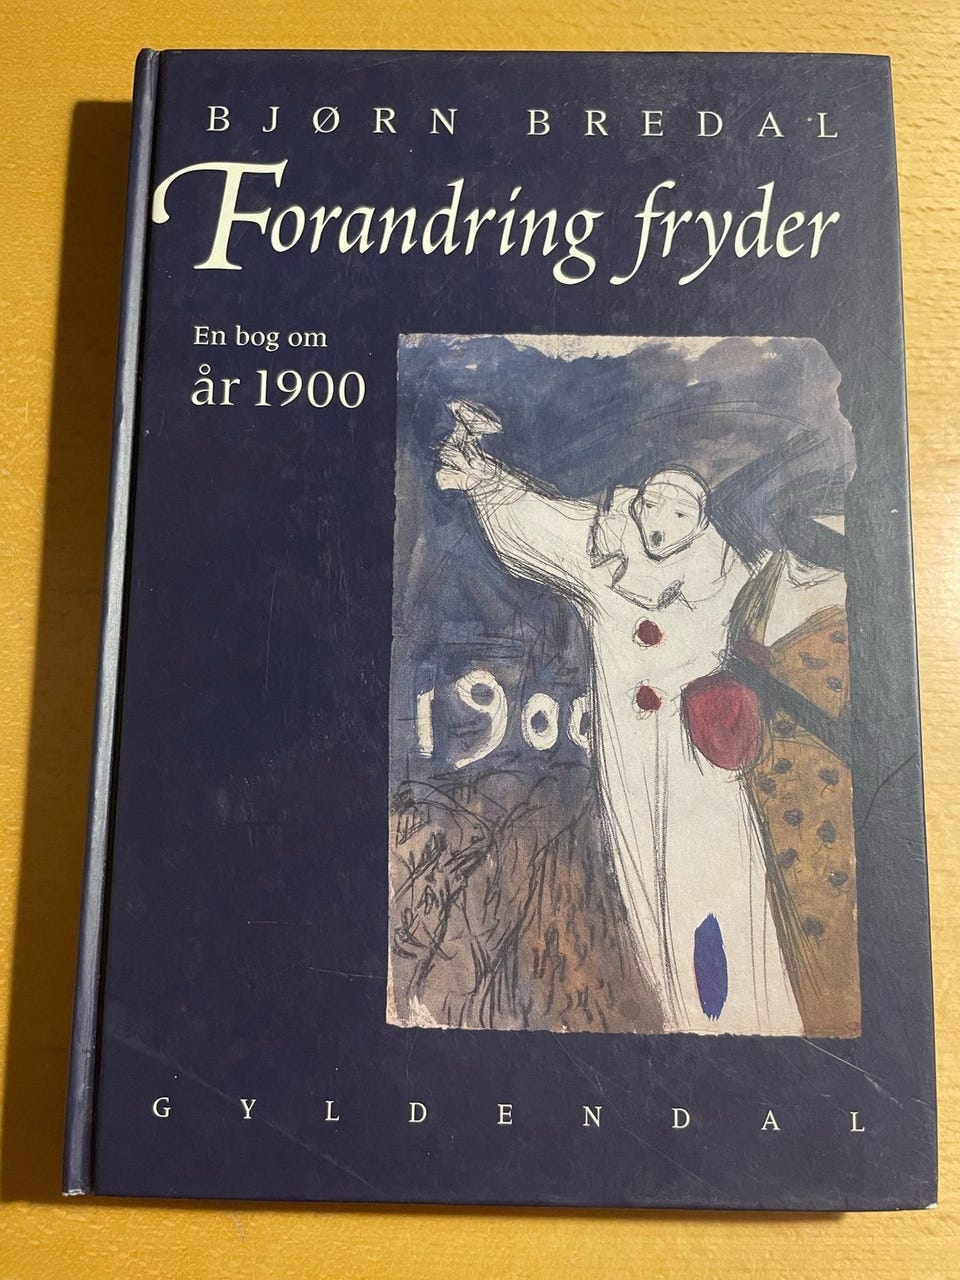 BJØRN BREDAL
Forandring fryder
En bog om
år 1900
1900
GYLDENDAL